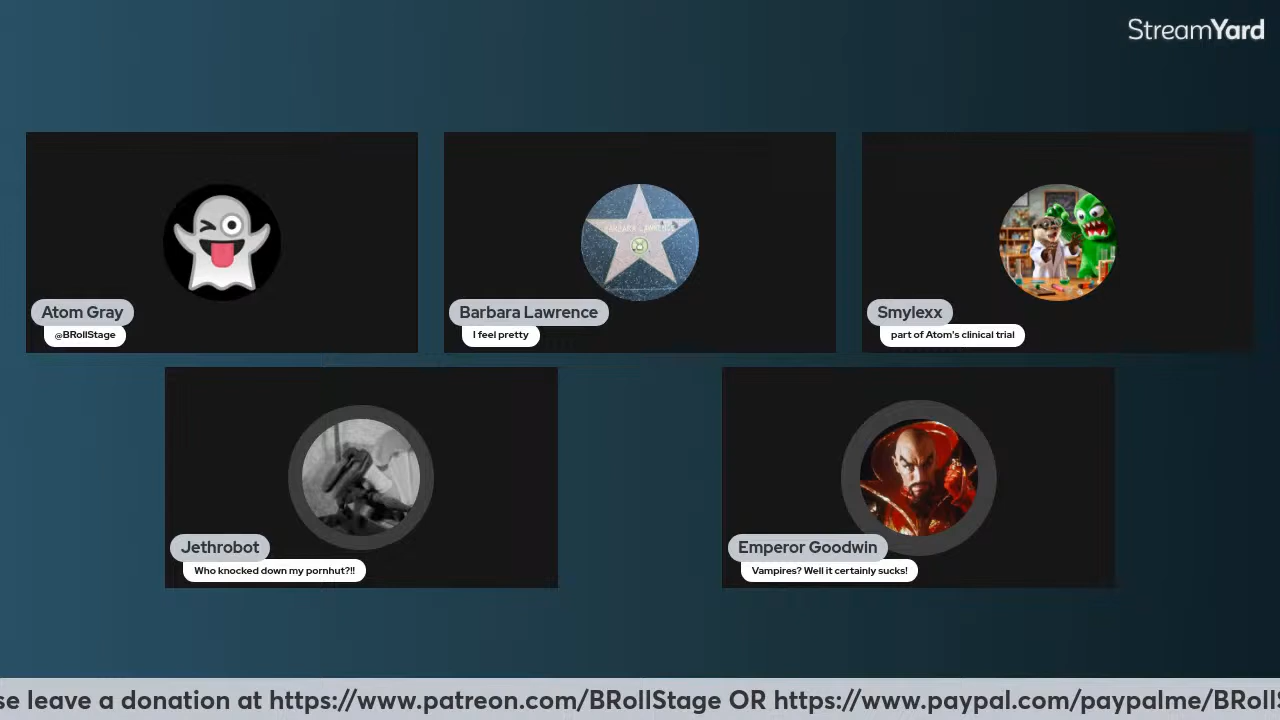 StreamYard
BARBARA LAWRENCE
Atom Gray
@BRollStage
Barbara Lawrence
I feel pretty
Smylexx
part of Atom's clinical trial
Jethrobot
Who knocked down my pornhut?!!
Emperor Goodwin
Vampires? Well it certainly sucks!
se leave a donation at https://www.patreon.com/BRollStage OR https://www.paypal.com/paypalme/BRollS